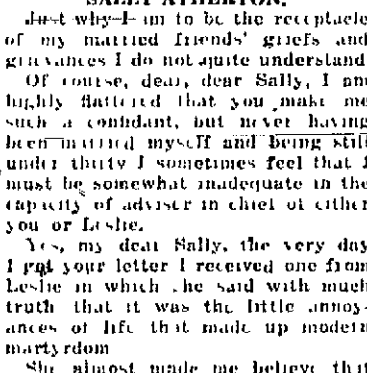 SALLY ATHERTON.
Just why I am to be the receptacle
of my married friends' griefs and
grievances I do not quite understand
Of course, dear, dear Sally, I am
highly flattered that you make me
such a confidant, but never having
been married myself and being still
under thirty I sometimes feel that I
must be somewhat inadequate in the
capacity of adviser in chief of either
you or Leslie.
Yes, my dear Sally, the very day
I got your letter I received one from
Leslie in which she said with much
truth that it was the little annoy-
ances of life that made up modern
martyrdom
She almost made me believe that